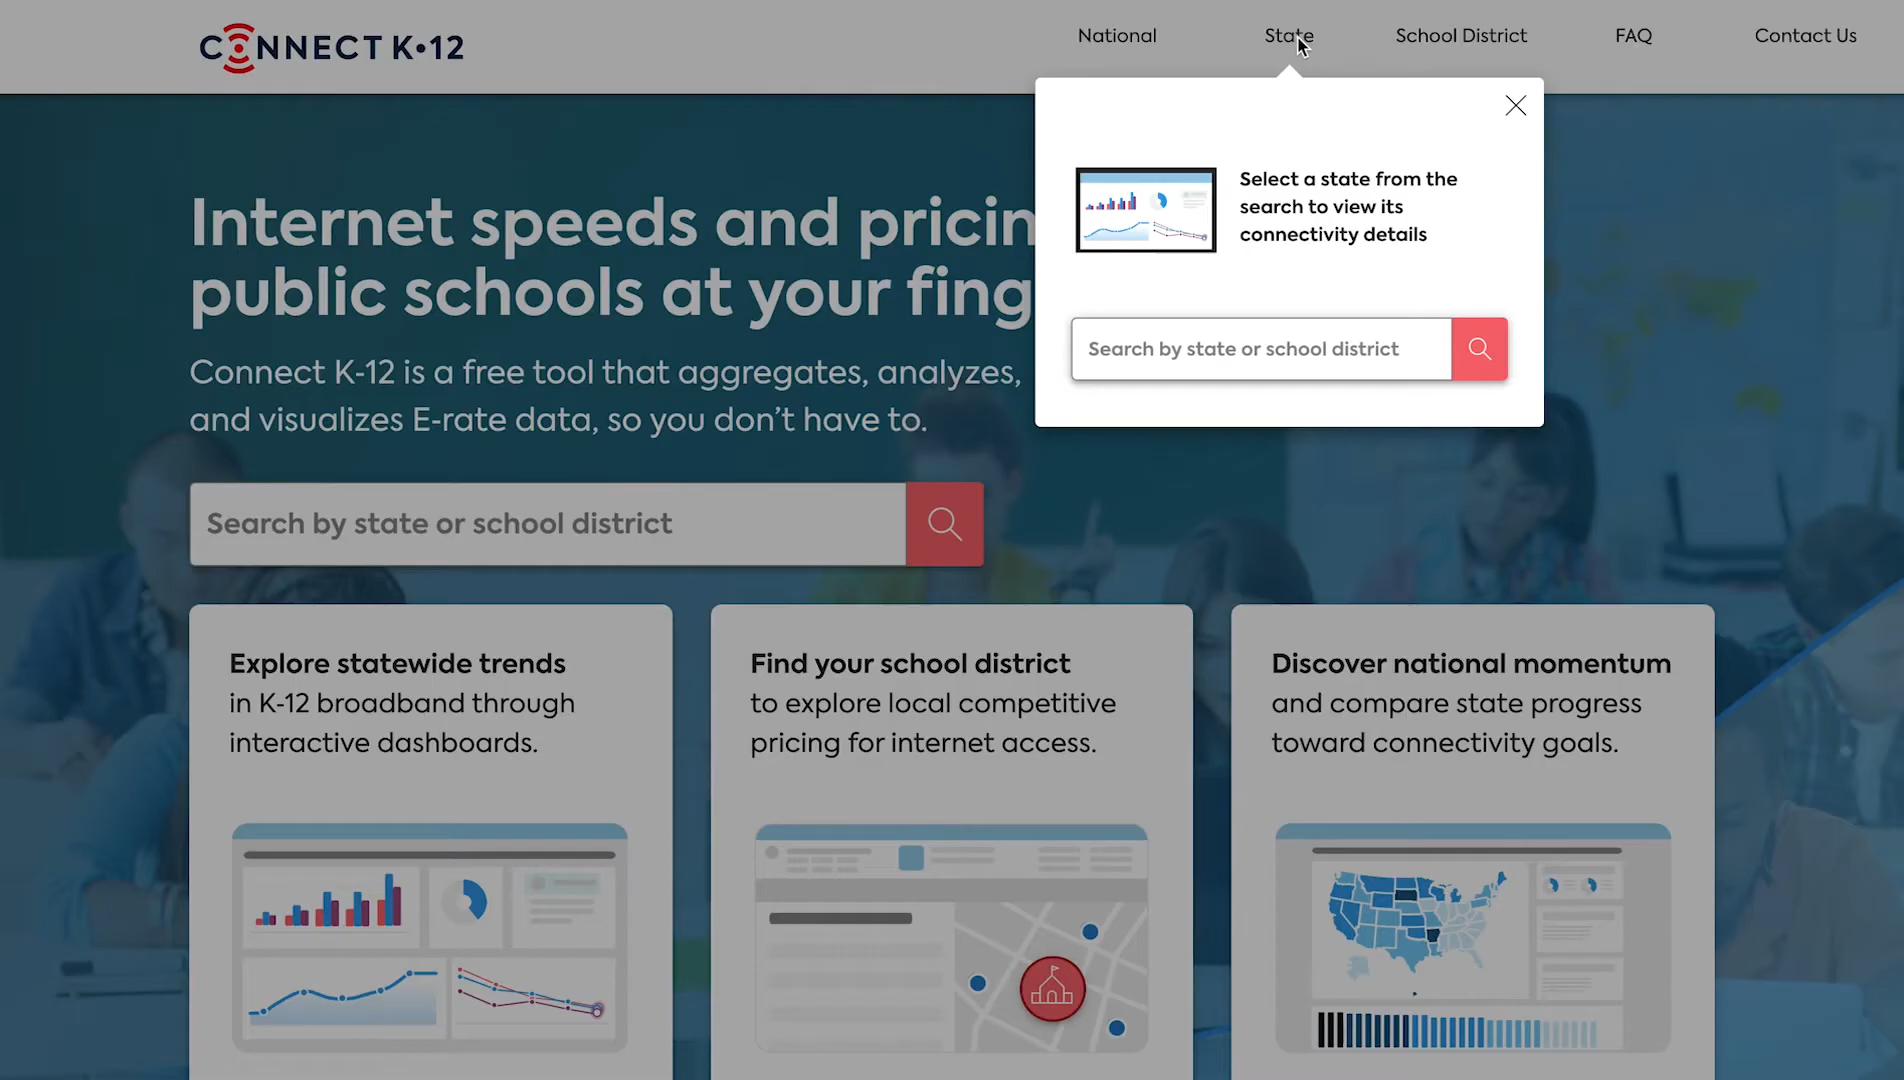 CONNECT K·12
National
State
School District
FAQ
Contact Us
Select a state from the
search to view its
connectivity details
Search by state or school district
Internet speeds and pricin
public schools at your fing
Connect K-12 is a free tool that aggregates, analyzes,
and visualizes E-rate data, so you don’t have to.
Search by state or school district
Explore statewide trends
in K-12 broadband through
interactive dashboards.
Find your school district
to explore local competitive
pricing for internet access.
Discover national momentum
and compare state progress
toward connectivity goals.